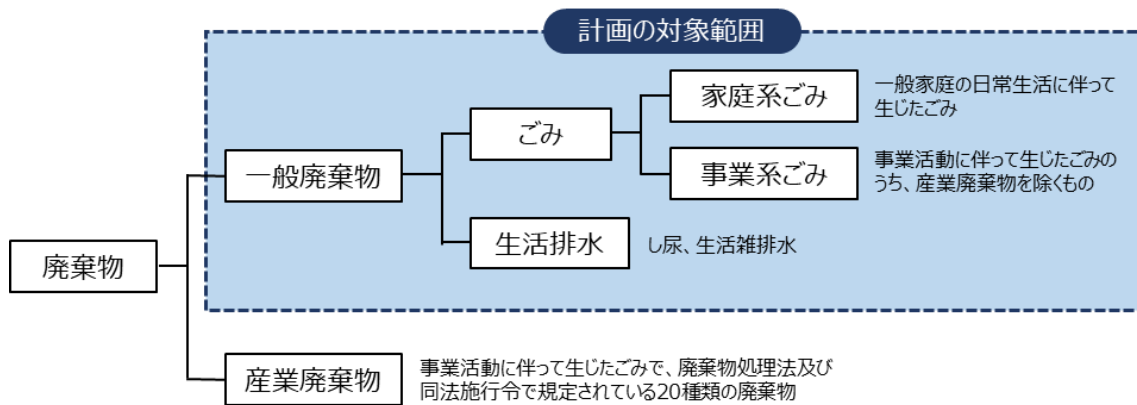 計画の対象範囲
家庭系ごみ
一般家庭の日常生活に伴って
生じたごみ
ごみ
一般廃棄物
事業系ごみ
事業活動に伴って生じたごみの
うち、産業廃棄物を除くもの
生活排水
し尿、生活雑排水
廃棄物
産業廃棄物
事業活動に伴って生じたごみで、廃棄物処理法及び
同法施行令で規定されている20種類の廃棄物